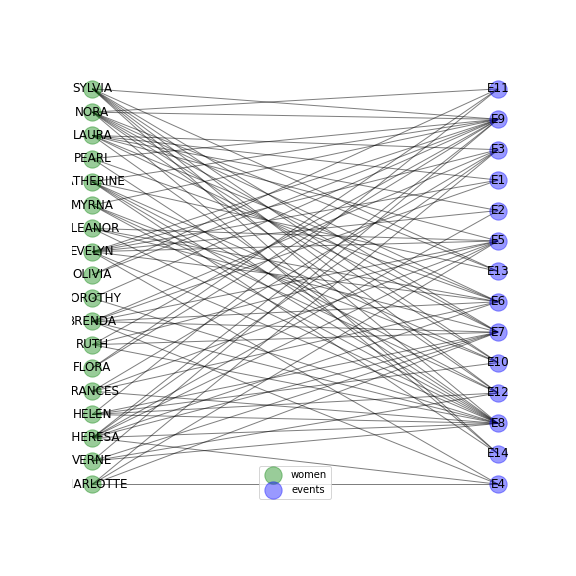 SYLVIA
NORA
LAURA
PEARL
THERINE
MYRNA
LEANOR
EVELYN
OLIVIA
OROTHY
BRENDA
RUTH
FLORA
RANCES
HELEN
HERESA
VERNE
ARLOTTE
E11
E9
E3
E1
E2
E5
E13
E6
E7
E10
E12
E8
E14
E4
women
events